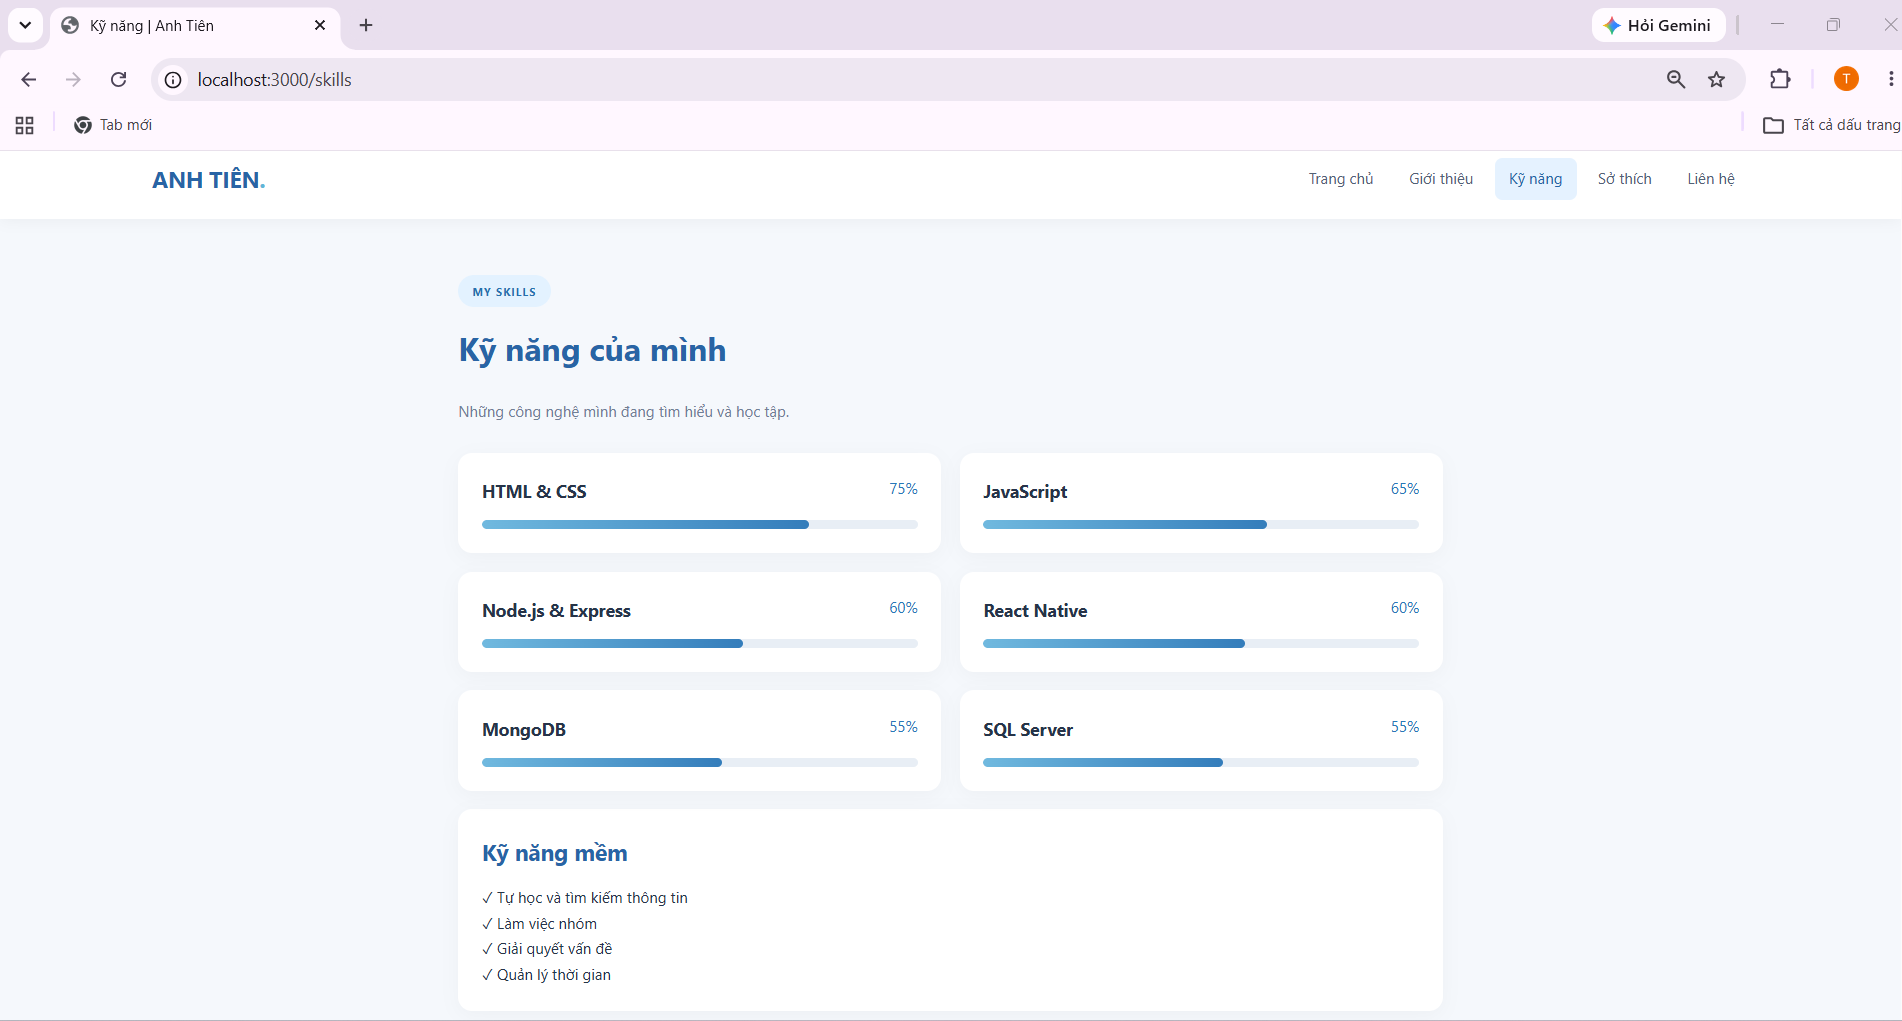 Kỹ năng | Anh Tiên
Hỏi Gemini
localhost:3000/skills
T
Tab mới
Tất cả dấu trang
ANH TIÊN.
Trang chủ
Giới thiệu
Kỹ năng
Sở thích
Liên hệ
MY SKILLS
Kỹ năng của mình
Những công nghệ mình đang tìm hiểu và học tập.
HTML & CSS 75%
JavaScript 65%
Node.js & Express 60%
React Native 60%
MongoDB 55%
SQL Server 55%
Kỹ năng mềm
✓ Tự học và tìm kiếm thông tin
✓ Làm việc nhóm
✓ Giải quyết vấn đề
✓ Quản lý thời gian